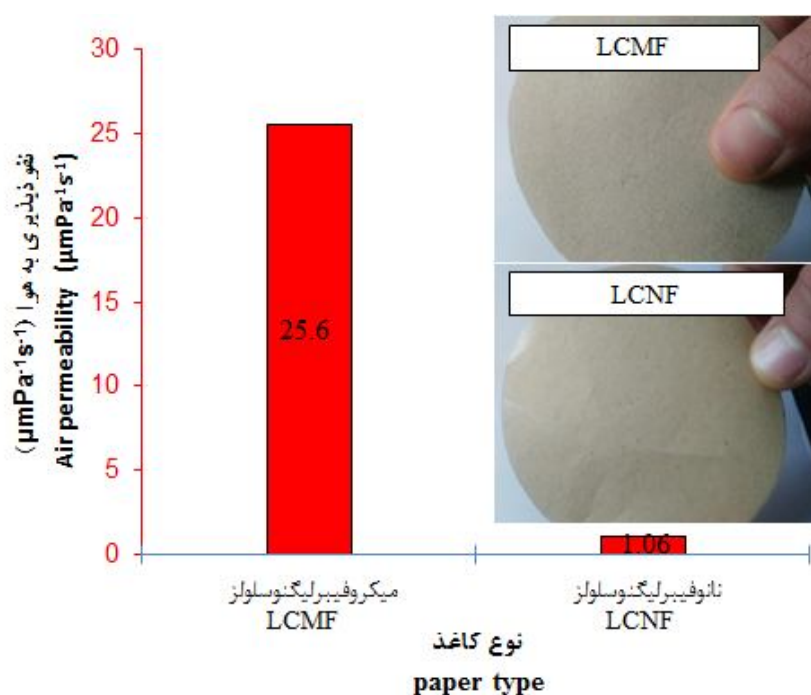 30
25
20
15
10
5
0
نفوذپذیری به هوا (µmPa⁻¹s⁻¹)
Air permeability (µmPa⁻¹s⁻¹)
25.6
1.06
LCMF
LCNF
میکروفیبرلیگنوسلولز
LCMF
نانوفیبرلیگنوسلولز
LCNF
نوع کاغذ
paper type